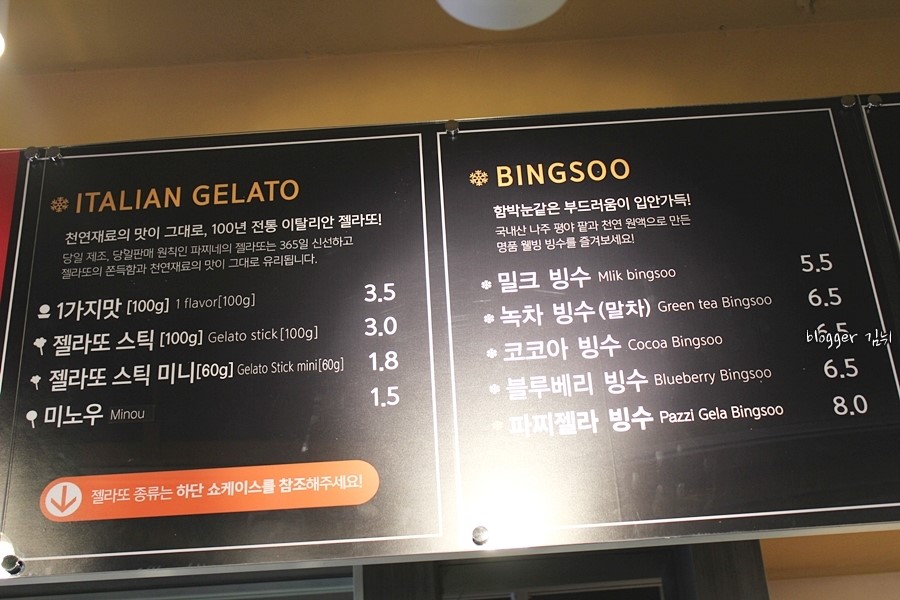 ITALIAN GELATO
천연재료의 맛이 그대로, 100년 전통 이탈리안 젤라또!
당일 제조, 당일판매 원칙인 파찌네의 젤라또는 365일 신선하고
젤라또의 쫀득함과 천연재료의 맛이 그대로 유리됩니다.
1가지맛 [100g] 1 flavor[100g] 3.5
젤라또 스틱 [100g] Gelato stick[100g] 3.0
젤라또 스틱 미니[60g] Gelato Stick mini[60g] 1.8
미노우 Minou 1.5
젤라또 종류는 하단 쇼케이스를 참조해주세요!
BINGSOO
함박눈같은 부드러움이 입안가득!
국내산 나주 평야 팥과 천연 원액으로 만든
명품 웰빙 빙수를 즐겨보세요!
밀크 빙수 Mlik bingsoo 5.5
녹차 빙수(말차) Green tea Bingsoo 6.5
코코아 빙수 Cocoa Bingsoo 6.5
블루베리 빙수 Blueberry Bingsoo 6.5
파찌젤라 빙수 Pazzi Gela Bingsoo 8.0
blogger 김뉘